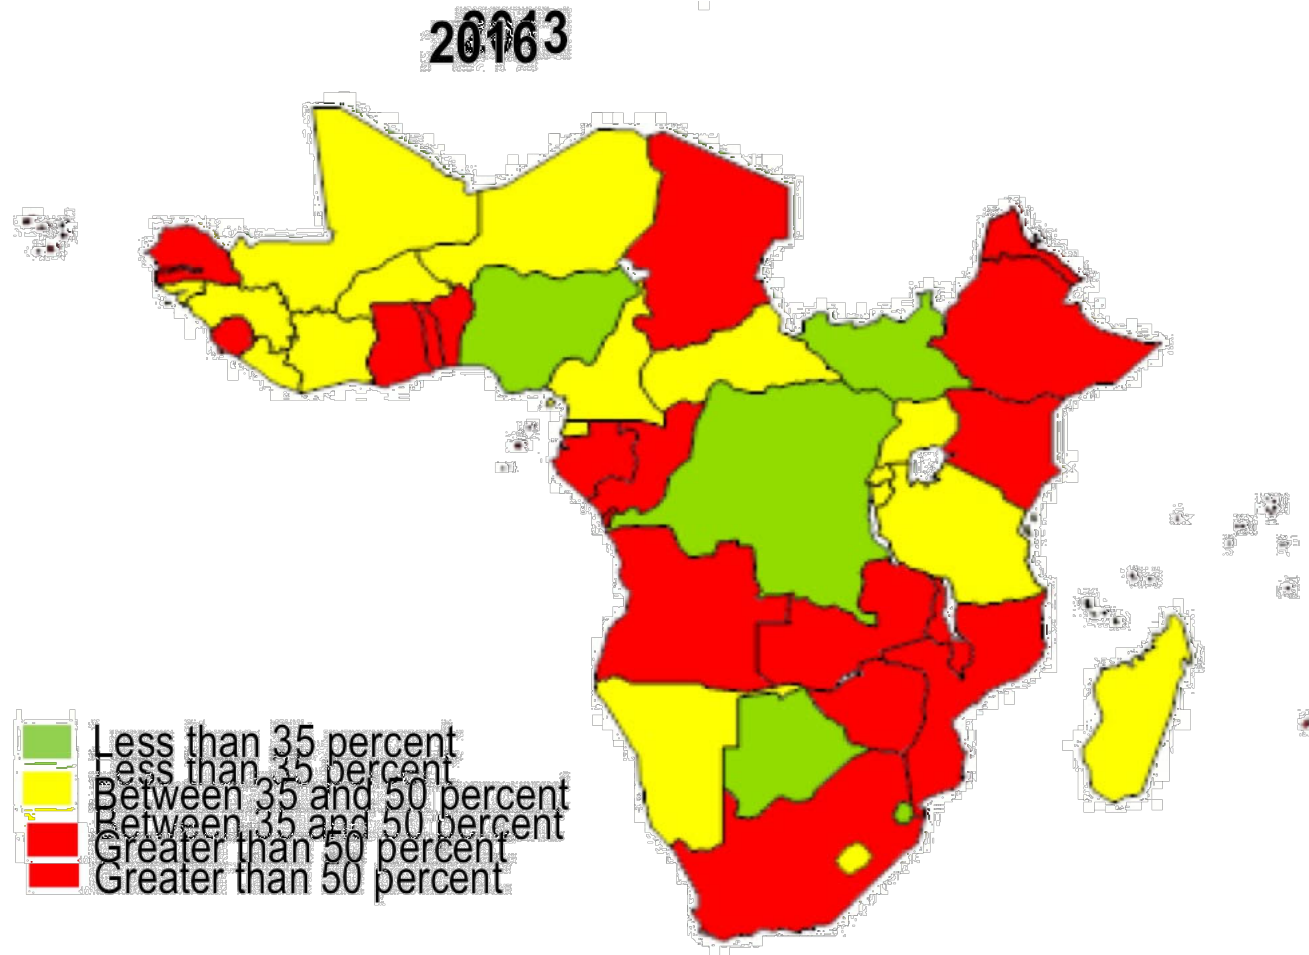 2013
2016
Less than 35 percent
Less than 35 percent
Between 35 and 50 percent
Between 35 and 50 percent
Greater than 50 percent
Greater than 50 percent